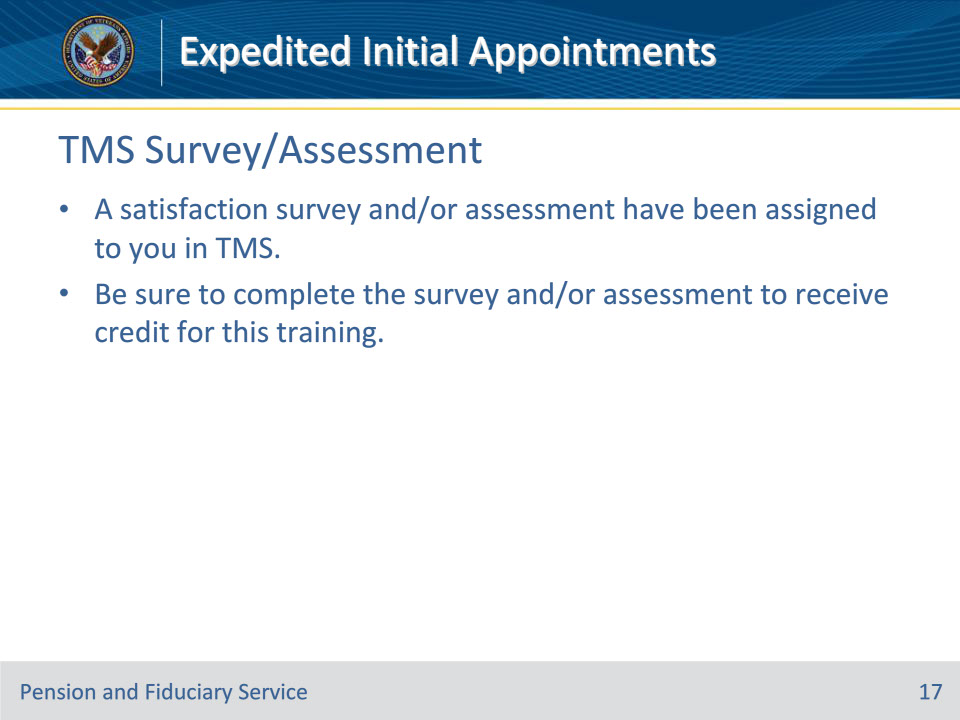 Expedited Initial Appointments
TMS Survey/Assessment
• A satisfaction survey and/or assessment have been assigned
to you in TMS.
• Be sure to complete the survey and/or assessment to receive
credit for this training.
Pension and Fiduciary Service
17